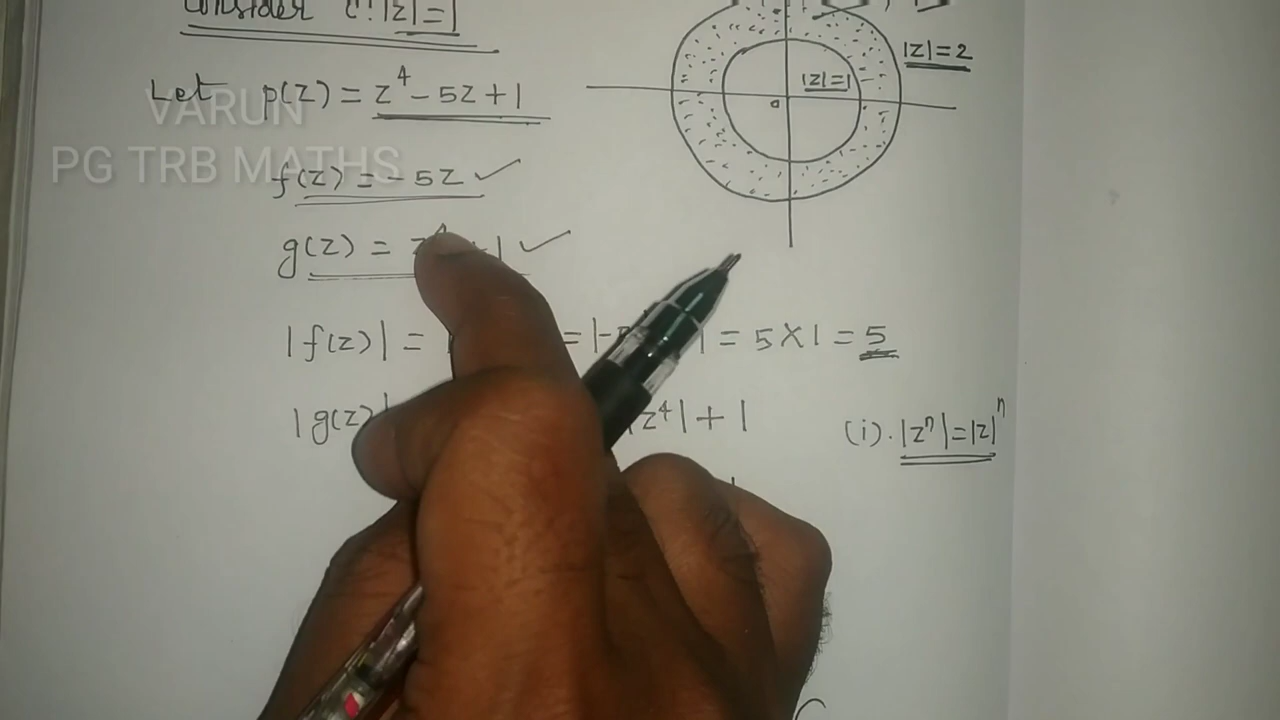 Consider C: |z|=1
|z|=2
Let p(z) = z⁴ - 5z + 1
|z|=1
VARUN
PG TRB MATHS
f(z) = -5z ✓
g(z) = + 1 ✓
|f(z)| = = |- | = 5 X 1 = 5
|g(z)| |z⁴| + 1
(i). |zⁿ| = |z|ⁿ